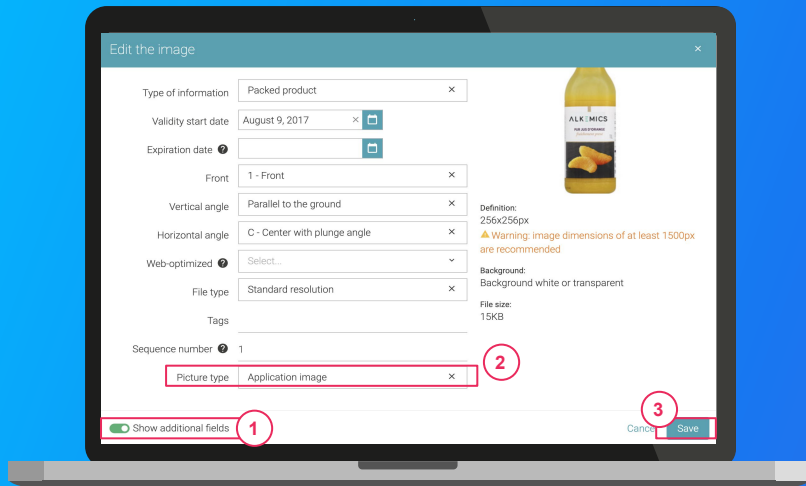 Edit the image ×
ALKEMICS
PUR JUS D'ORANGE
Type of information Packed product ×
Validity start date August 9, 2017 ×
Expiration date ?
Front 1 - Front ×
Vertical angle Parallel to the ground ×
Definition:
256x256px
Horizontal angle C - Center with plunge angle ×
Warning: image dimensions of at least 1500px
are recommended
Web-optimized ? Select...
Background:
Background white or transparent
File type Standard resolution ×
File size:
15KB
Tags
Sequence number ? 1
2
Picture type Application image ×
3
Show additional fields 1
Cancel Save